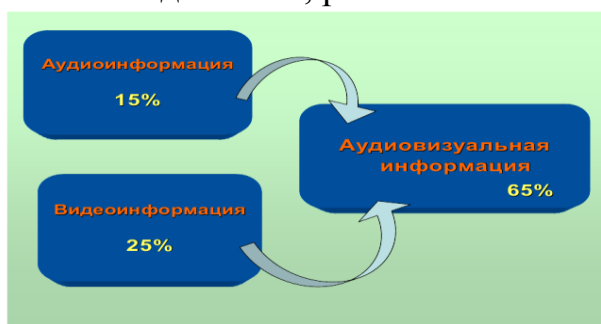 Аудиоинформация
15%
Аудиовизуальная
информация
65%
Видеоинформация
25%